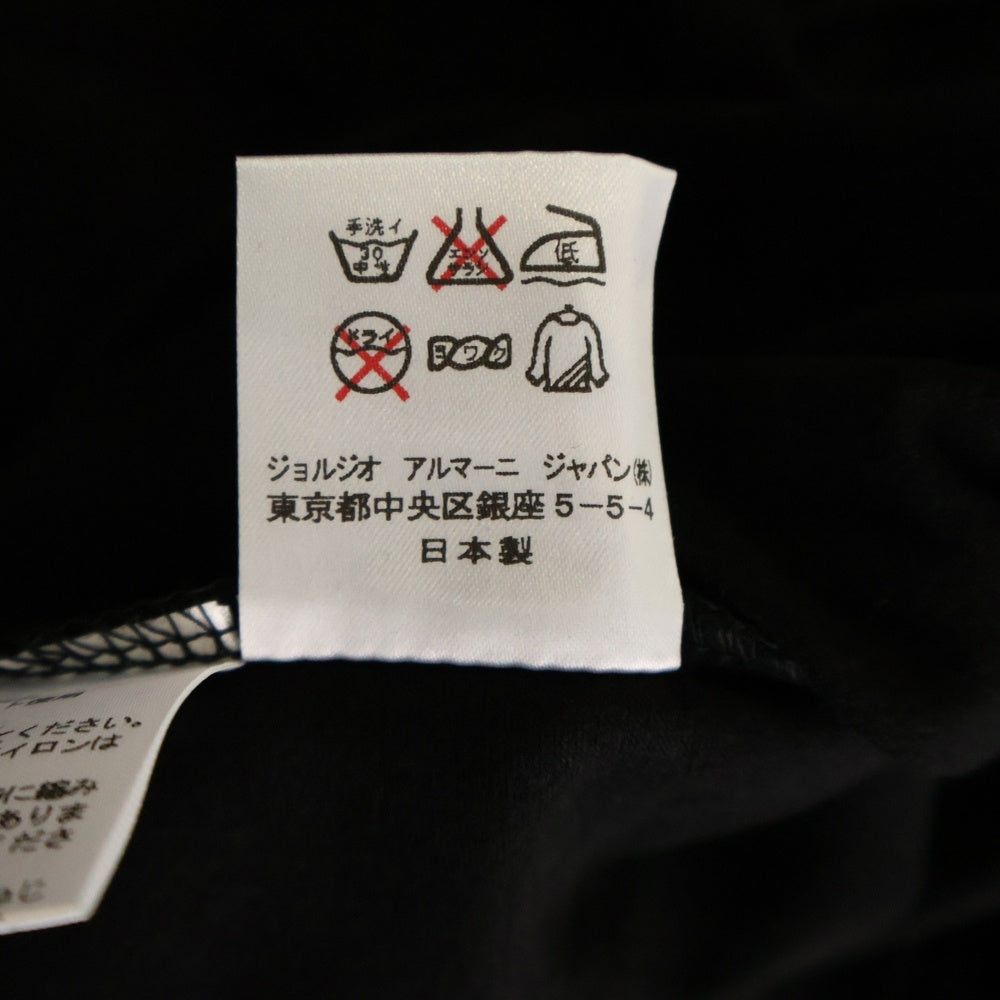 手洗イ
30
中性
エンソ
サラシ
低
ドライ
ヨワク
ジョルジオ アルマーニ ジャパン㈱
東京都中央区銀座5-5-4
日本製
ください。
イロンは
に縮み
ありま
ださ